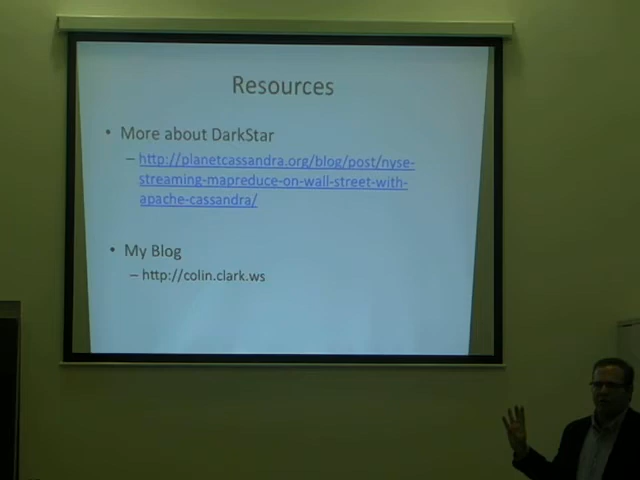 Resources
• More about DarkStar
– http://planetcassandra.org/blog/post/nyse-
streaming-mapreduce-on-wall-street-with-
apache-cassandra/
• My Blog
– http://colin.clark.ws